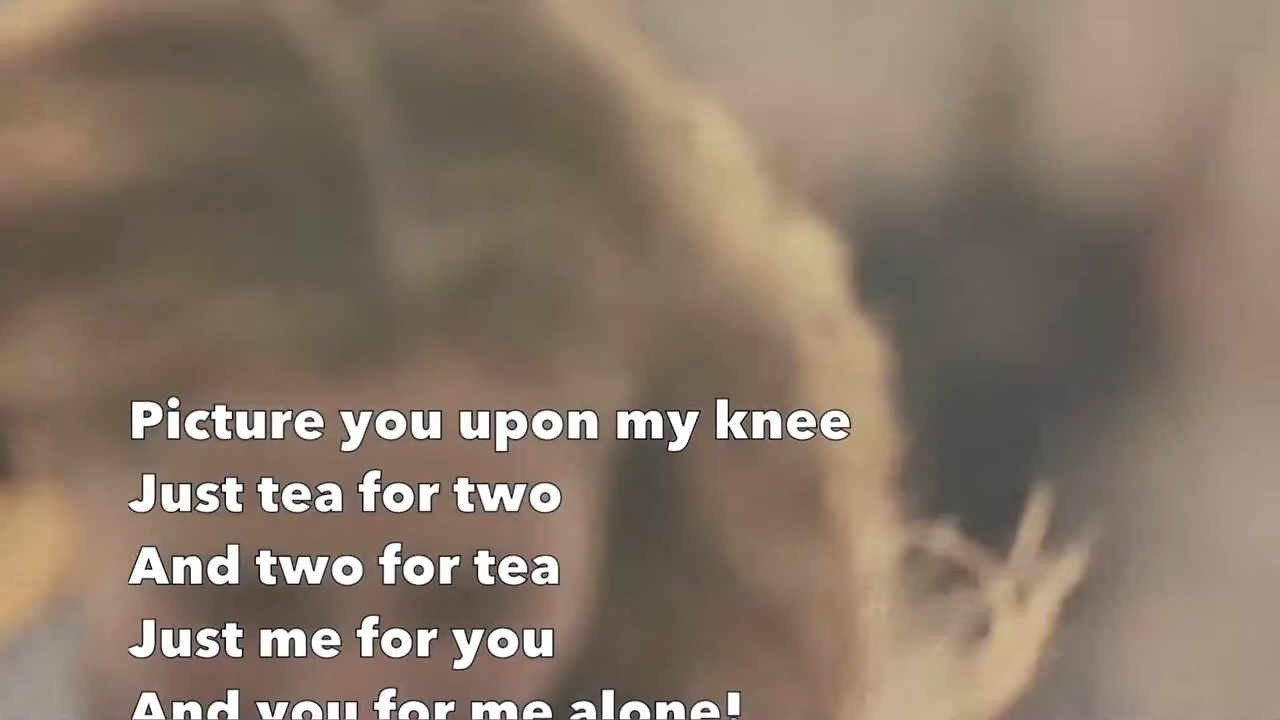 Picture you upon my knee
Just tea for two
And two for tea
Just me for you
And you for me alone!